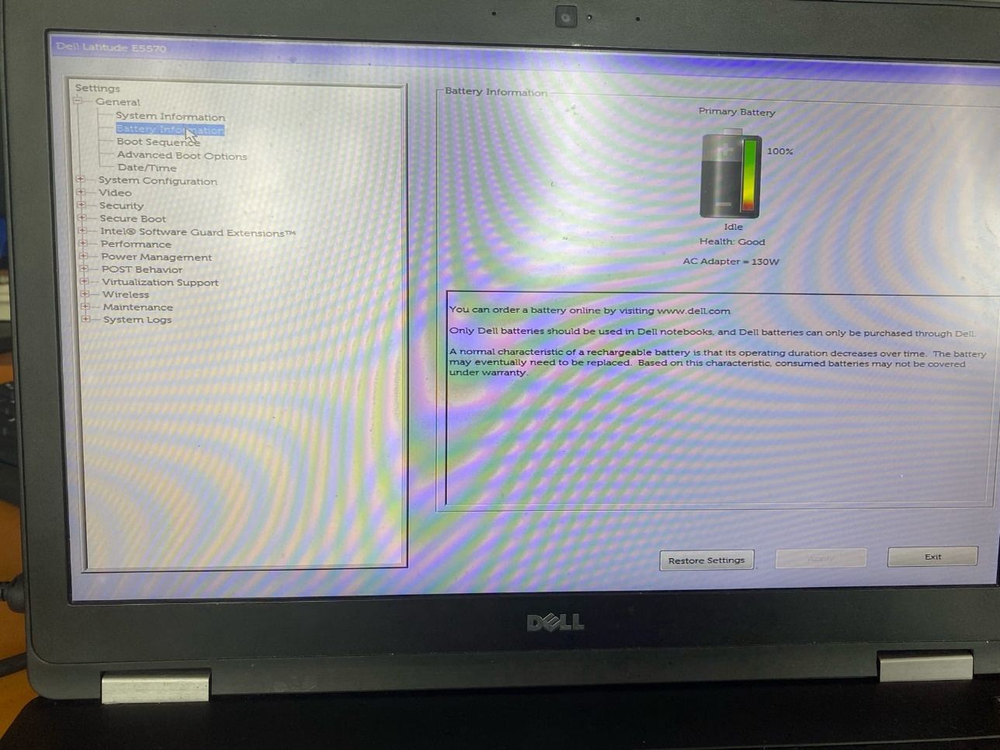 Dell Latitude E5570
Settings
General
System Information
Battery Information
Boot Sequence
Advanced Boot Options
Date/Time
System Configuration
Video
Security
Secure Boot
Intel® Software Guard Extensions™
Performance
Power Management
POST Behavior
Virtualization Support
Wireless
Maintenance
System Logs
Battery Information
Primary Battery
100%
Idle
Health: Good
AC Adapter = 130W
You can order a battery online by visiting www.dell.com
Only Dell batteries should be used in Dell notebooks, and Dell batteries can only be purchased through Dell.
A normal characteristic of a rechargeable battery is that its operating duration decreases over time. The battery
may eventually need to be replaced. Based on this characteristic, consumed batteries may not be covered
under warranty.
Restore Settings
Apply
Exit
DELL